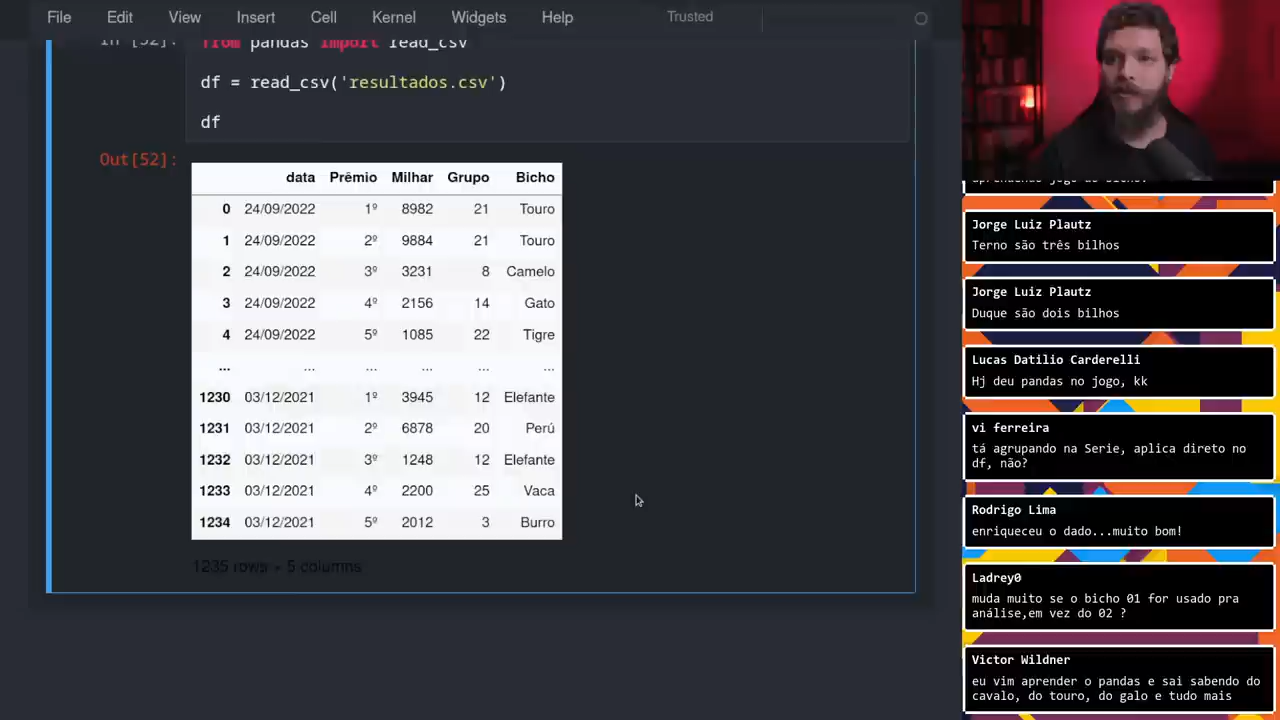 File Edit View Insert Cell Kernel Widgets Help Trusted
In [52]: from pandas import read_csv
df = read_csv('resultados.csv')
df
Out[52]:
data Prêmio Milhar Grupo Bicho
0 24/09/2022 1º 8982 21 Touro
1 24/09/2022 2º 9884 21 Touro
2 24/09/2022 3º 3231 8 Camelo
3 24/09/2022 4º 2156 14 Gato
4 24/09/2022 5º 1085 22 Tigre
... ... ... ... ... ...
1230 03/12/2021 1º 3945 12 Elefante
1231 03/12/2021 2º 6878 20 Perú
1232 03/12/2021 3º 1248 12 Elefante
1233 03/12/2021 4º 2200 25 Vaca
1234 03/12/2021 5º 2012 3 Burro
1235 rows × 5 columns
aprendendo jogo do bicho.
Jorge Luiz Plautz
Terno são três bilhos
Jorge Luiz Plautz
Duque são dois bilhos
Lucas Datilio Carderelli
Hj deu pandas no jogo, kk
vi ferreira
tá agrupando na Serie, aplica direto no
df, não?
Rodrigo Lima
enriqueceu o dado...muito bom!
Ladrey0
muda muito se o bicho 01 for usado pra
análise,em vez do 02 ?
Victor Wildner
eu vim aprender o pandas e sai sabendo do
cavalo, do touro, do galo e tudo mais